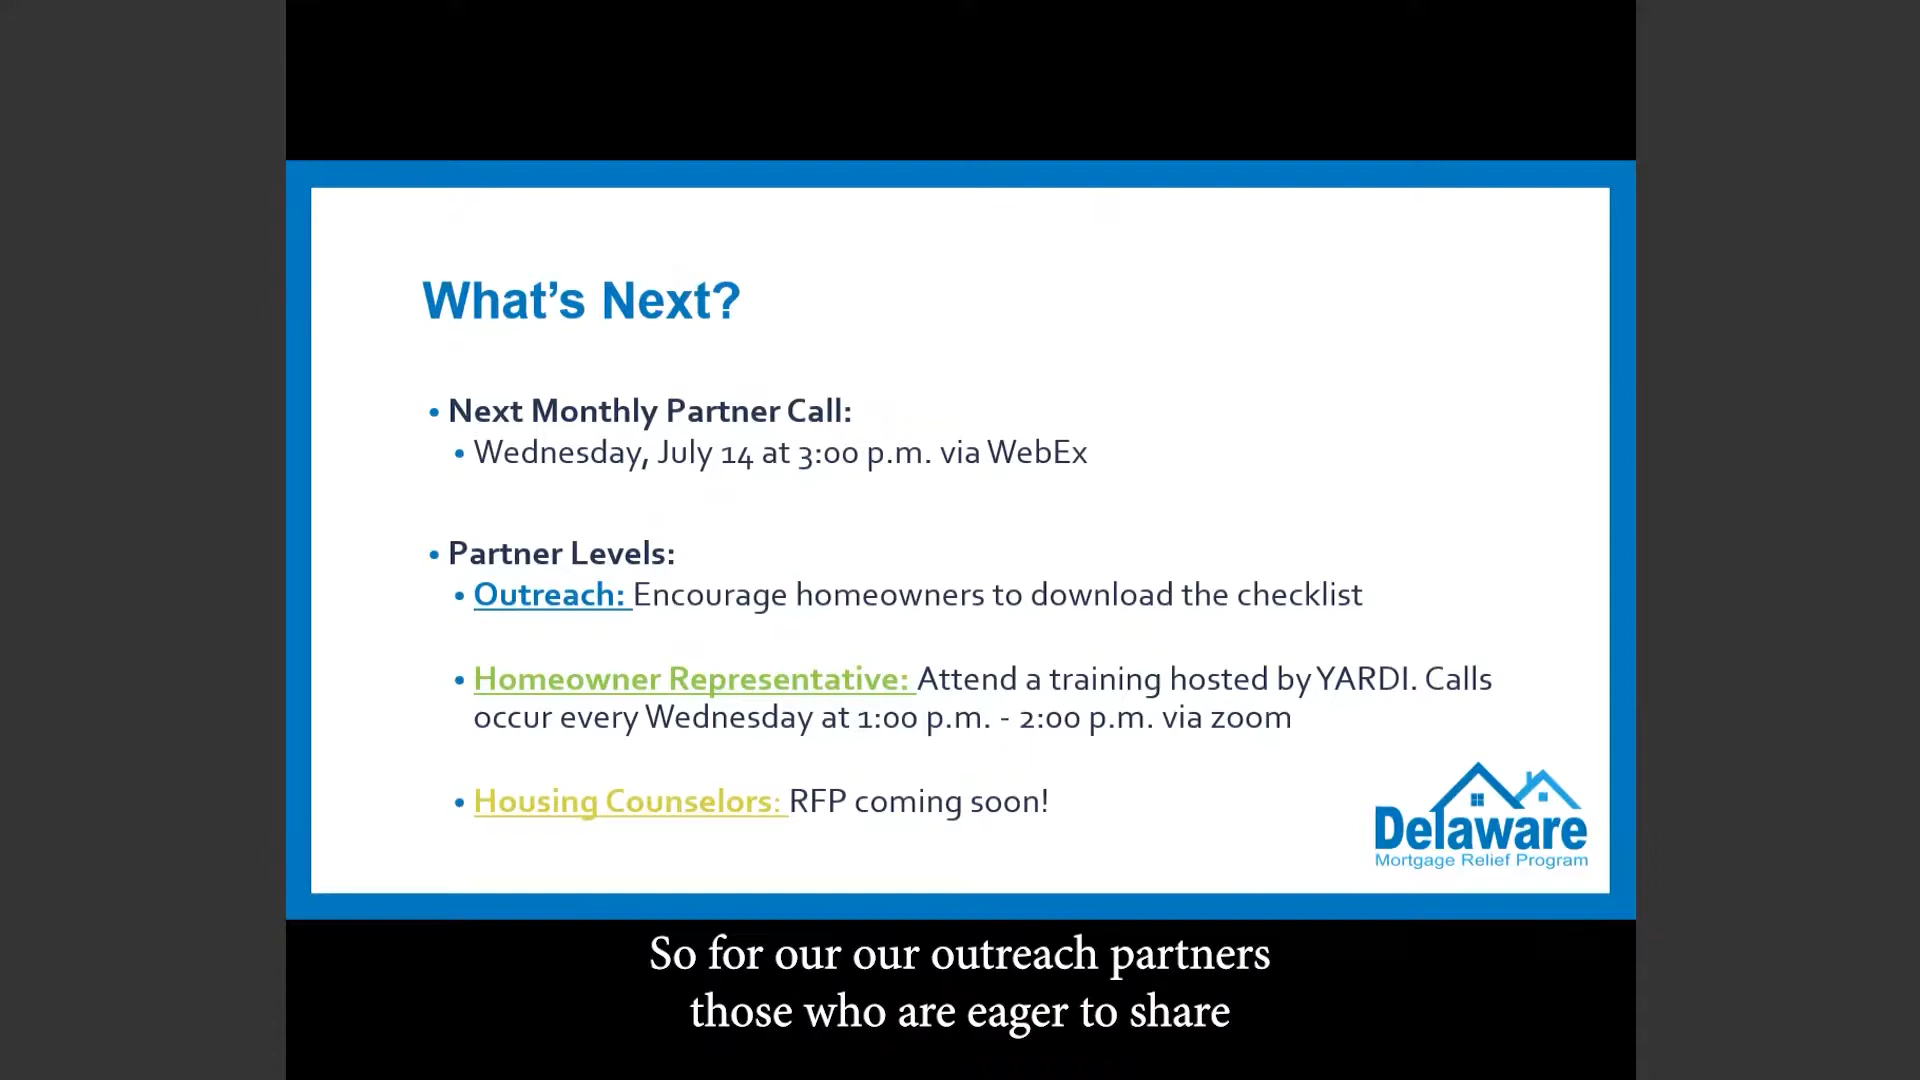 What's Next?
• Next Monthly Partner Call:
• Wednesday, July 14 at 3:00 p.m. via WebEx
• Partner Levels:
• Outreach: Encourage homeowners to download the checklist
• Homeowner Representative: Attend a training hosted by YARDI. Calls
occur every Wednesday at 1:00 p.m. - 2:00 p.m. via zoom
• Housing Counselors: RFP coming soon!
Delaware
Mortgage Relief Program
So for our our outreach partners
those who are eager to share